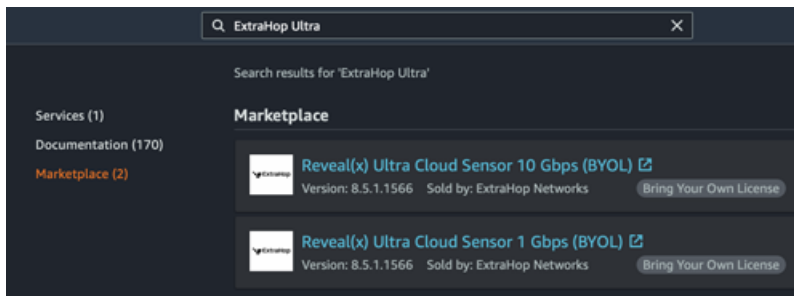 ExtraHop Ultra
Search results for 'ExtraHop Ultra'
Services (1)
Documentation (170)
Marketplace (2)
Marketplace
ExtraHop
Reveal(x) Ultra Cloud Sensor 10 Gbps (BYOL)
Version: 8.5.1.1566 Sold by: ExtraHop Networks Bring Your Own License
ExtraHop
Reveal(x) Ultra Cloud Sensor 1 Gbps (BYOL)
Version: 8.5.1.1566 Sold by: ExtraHop Networks Bring Your Own License